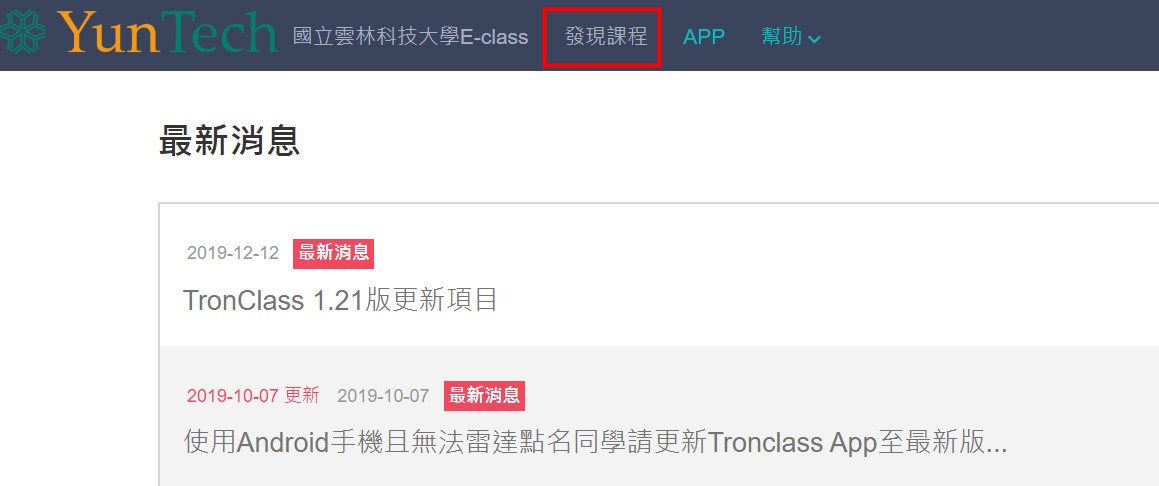 YunTech 國立雲林科技大學E-class 發現課程 APP 幫助
最新消息
2019-12-12 最新消息
TronClass 1.21版更新項目
2019-10-07 更新 2019-10-07 最新消息
使用Android手機且無法雷達點名同學請更新Tronclass App至最新版...